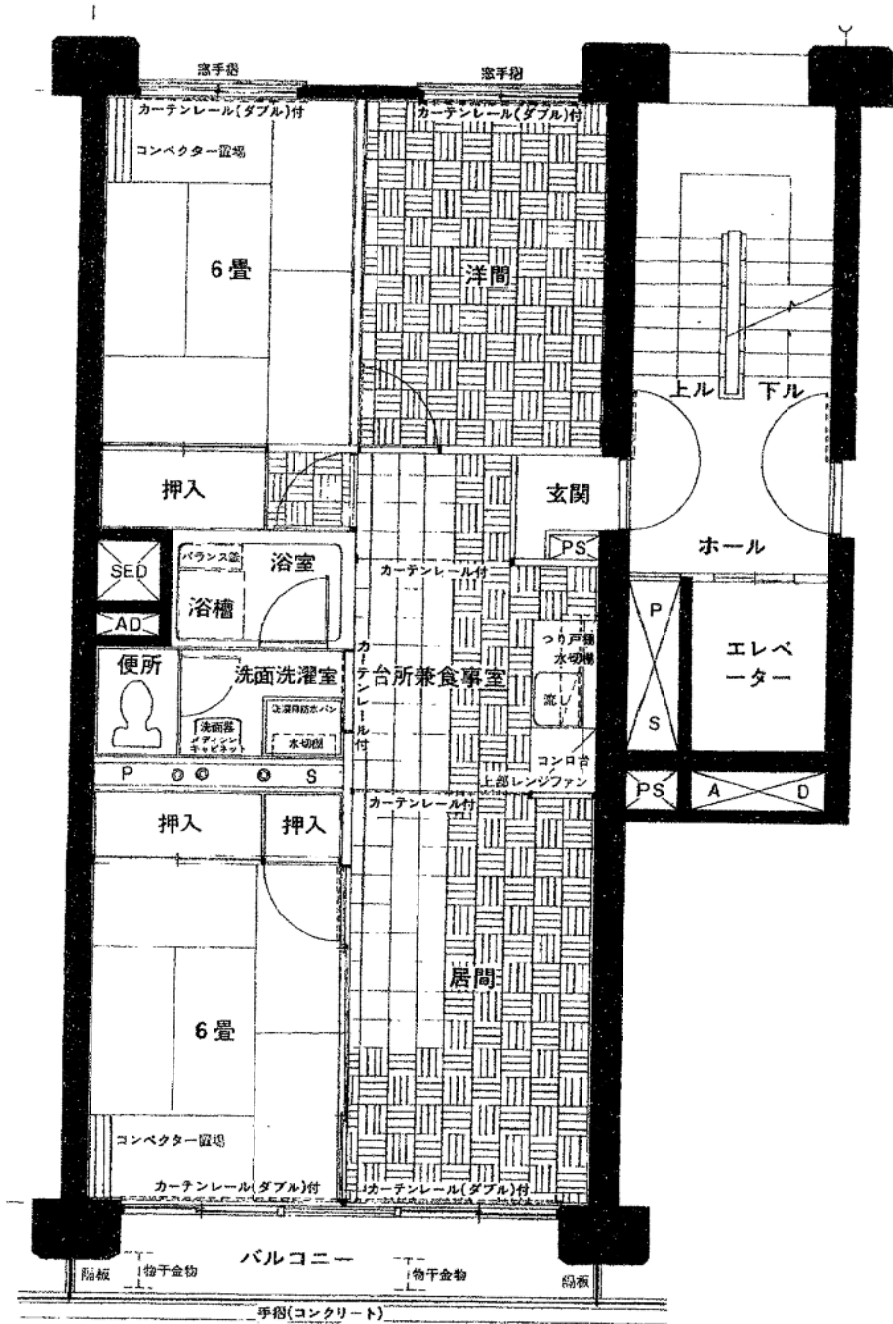 窓手摺
窓手摺
カーテンレール(ダブル)付
カーテンレール(ダブル)付
コンベクター置場
6畳
洋間
上ル
下ル
押入
玄関
PS
ホール
SED
バランス釜
浴室
カーテンレール付
浴槽
AD
つり戸棚
水切棚
P
S
エレベ
ーター
便所
洗面洗濯室
カーテンレール付
台所兼食事室
流し
洗濯用防水パン
洗面器
メディシン
キャビネット
水切棚
コンロ台
上部レンジファン
P
S
カーテンレール付
PS
A
D
押入
押入
居間
6畳
コンベクター置場
カーテンレール(ダブル)付
カーテンレール(ダブル)付
バルコニー
隔板
物干金物
物干金物
隔板
手摺(コンクリート)